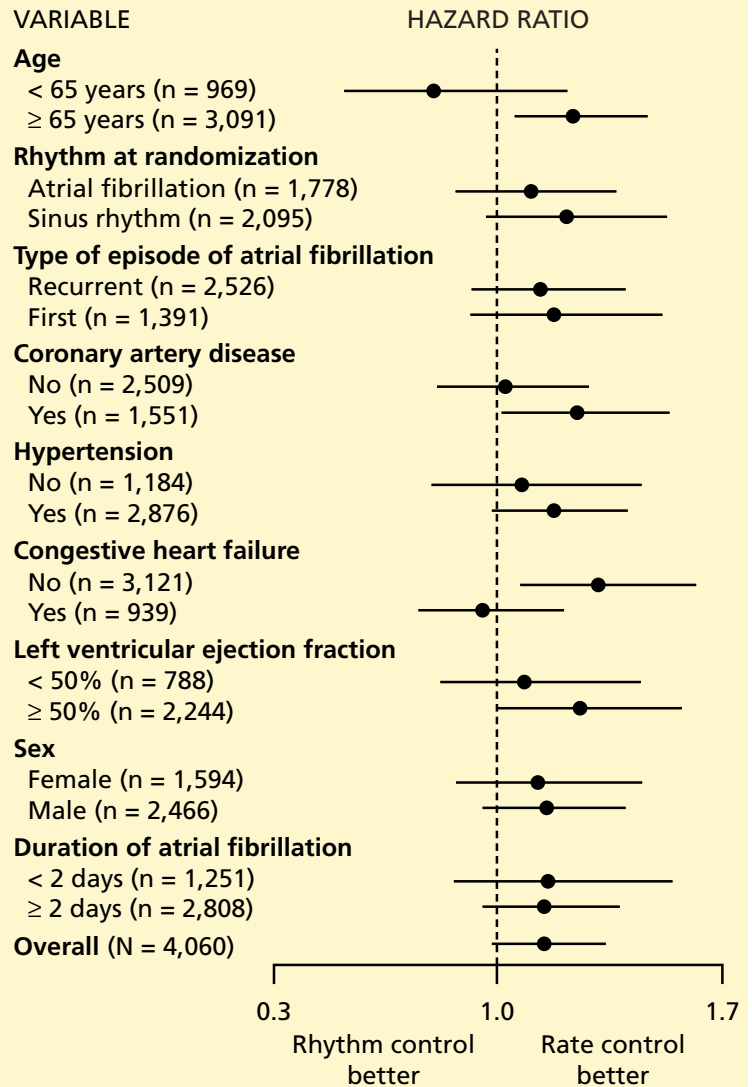 VARIABLE HAZARD RATIO
Age
< 65 years (n = 969)
≥ 65 years (n = 3,091)
Rhythm at randomization
Atrial fibrillation (n = 1,778)
Sinus rhythm (n = 2,095)
Type of episode of atrial fibrillation
Recurrent (n = 2,526)
First (n = 1,391)
Coronary artery disease
No (n = 2,509)
Yes (n = 1,551)
Hypertension
No (n = 1,184)
Yes (n = 2,876)
Congestive heart failure
No (n = 3,121)
Yes (n = 939)
Left ventricular ejection fraction
< 50% (n = 788)
≥ 50% (n = 2,244)
Sex
Female (n = 1,594)
Male (n = 2,466)
Duration of atrial fibrillation
< 2 days (n = 1,251)
≥ 2 days (n = 2,808)
Overall (N = 4,060)
0.3 1.0 1.7
Rhythm control Rate control
better better